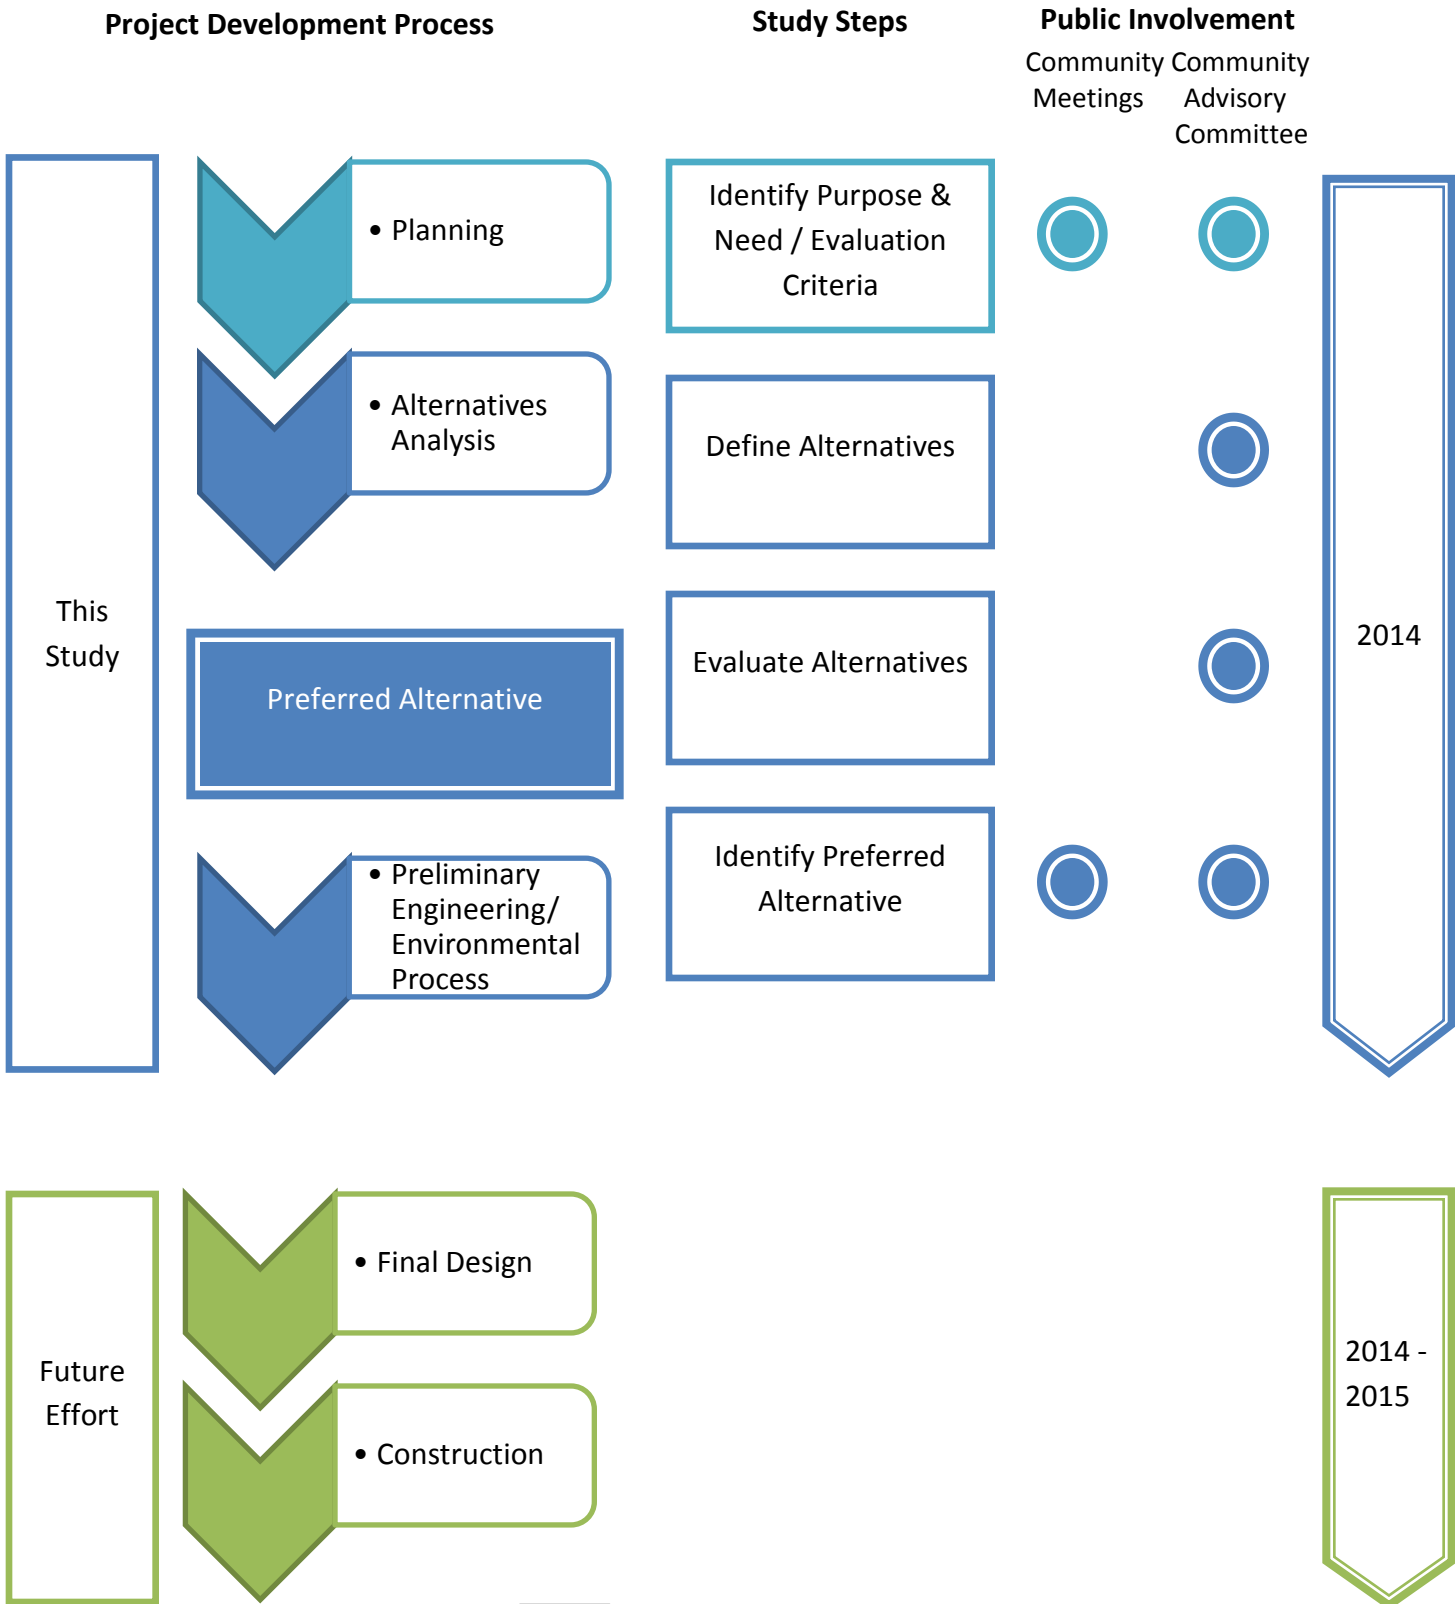 Project Development Process
Study Steps
Public Involvement
Community
Meetings
Community
Advisory
Committee
This
Study
• Planning
• Alternatives
Analysis
Preferred Alternative
• Preliminary
Engineering/
Environmental
Process
Identify Purpose &
Need / Evaluation
Criteria
Define Alternatives
Evaluate Alternatives
Identify Preferred
Alternative
2014
Future
Effort
• Final Design
• Construction
2014 -
2015